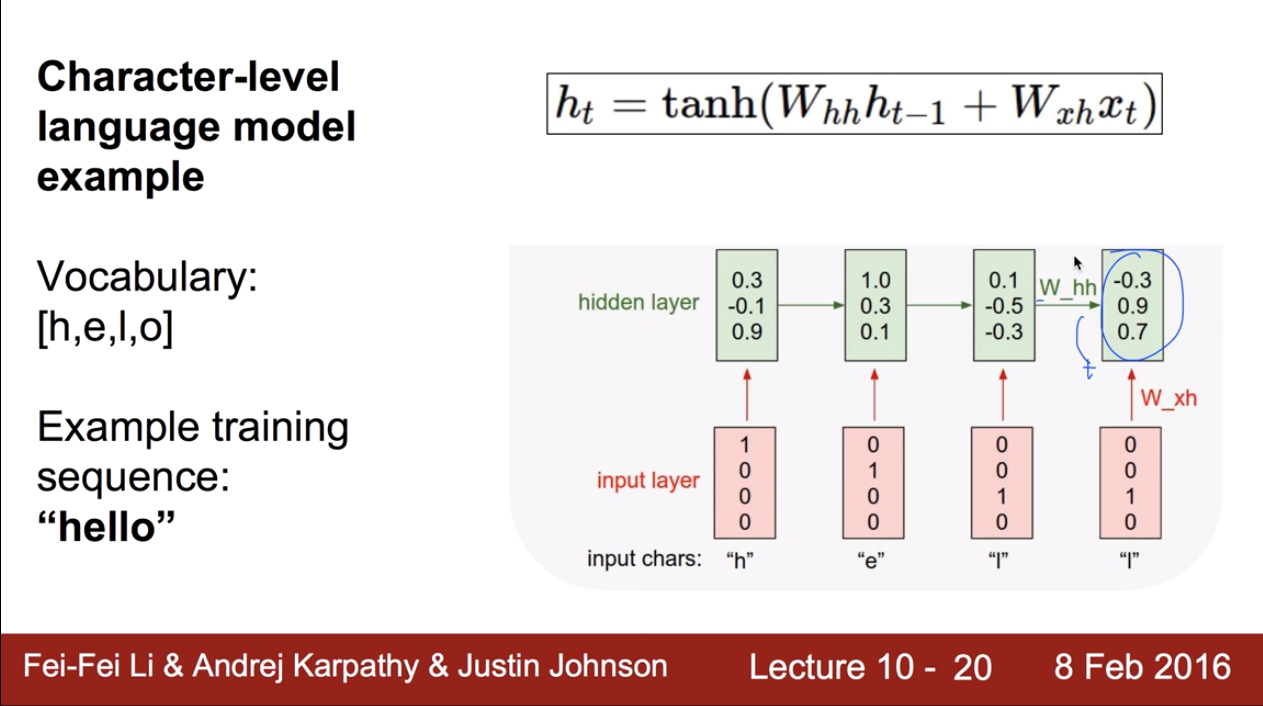 Character-level
language model
example
h_t = tanh(W_{hh}h_{t−1} + W_{xh}x_t)
Vocabulary:
[h,e,l,o]
Example training
sequence:
“hello”
hidden layer
0.3
-0.1
0.9
1.0
0.3
0.1
0.1
-0.5
-0.3
W_hh
-0.3
0.9
0.7
t
W_xh
input layer
1
0
0
0
0
1
0
0
0
0
1
0
0
0
1
0
input chars: “h” “e” “l” “l”
Fei-Fei Li & Andrej Karpathy & Justin Johnson Lecture 10 - 20 8 Feb 2016